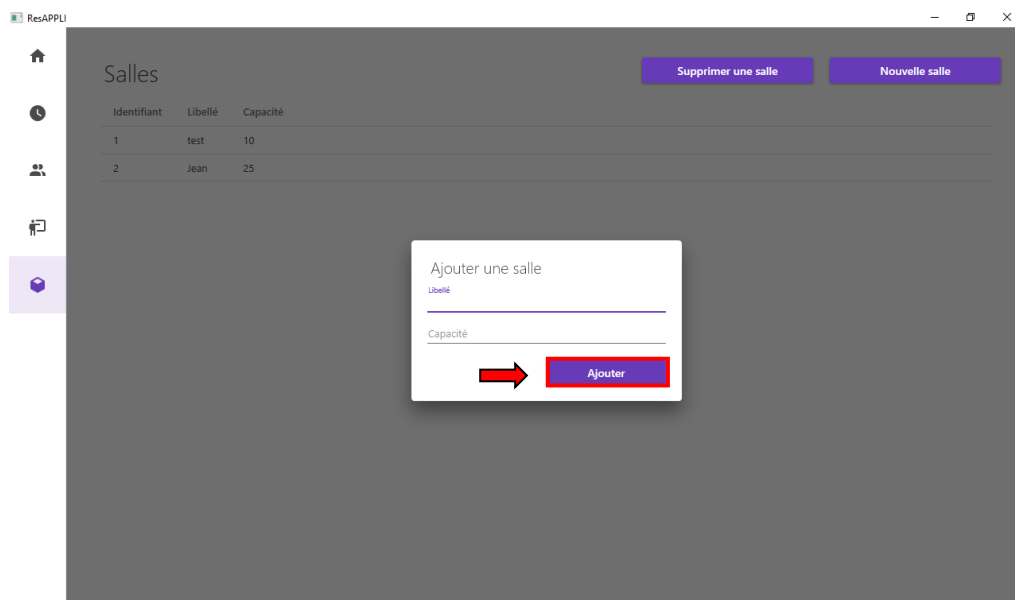 ResAPPLI
Salles
Supprimer une salle
Nouvelle salle
Identifiant Libellé Capacité
1 test 10
2 Jean 25
Ajouter une salle
Libellé
Capacité
Ajouter